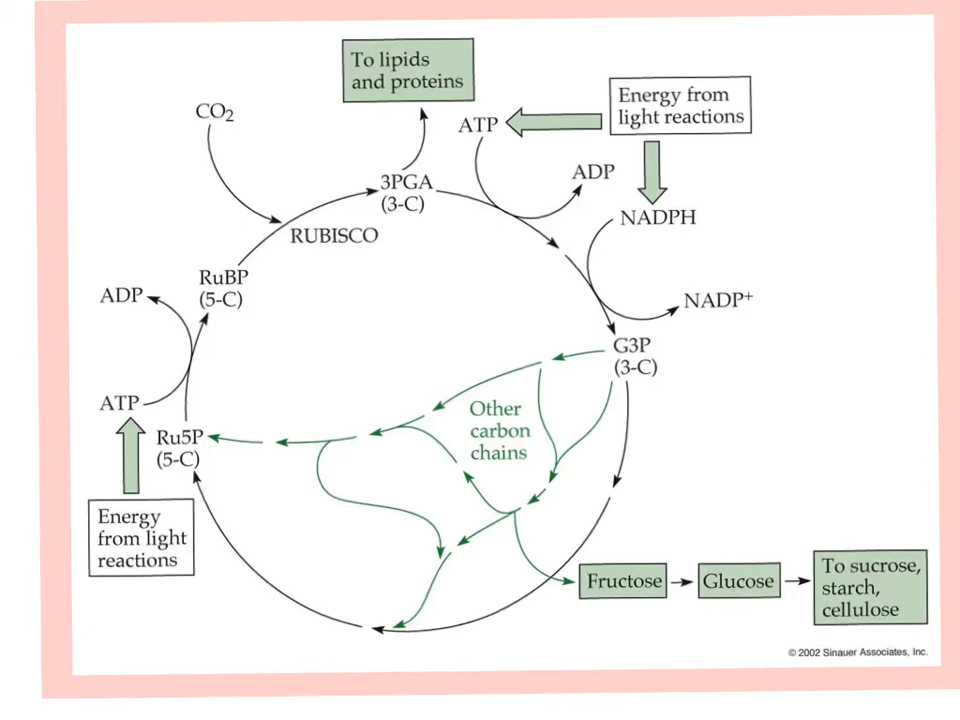 To lipids
and proteins
CO2
ATP
Energy from
light reactions
ADP
3PGA
(3-C)
NADPH
RUBISCO
RuBP
(5-C)
ADP
NADP+
G3P
(3-C)
ATP
Other
carbon
chains
Ru5P
(5-C)
Energy
from light
reactions
Fructose
Glucose
To sucrose,
starch,
cellulose
© 2002 Sinauer Associates, Inc.